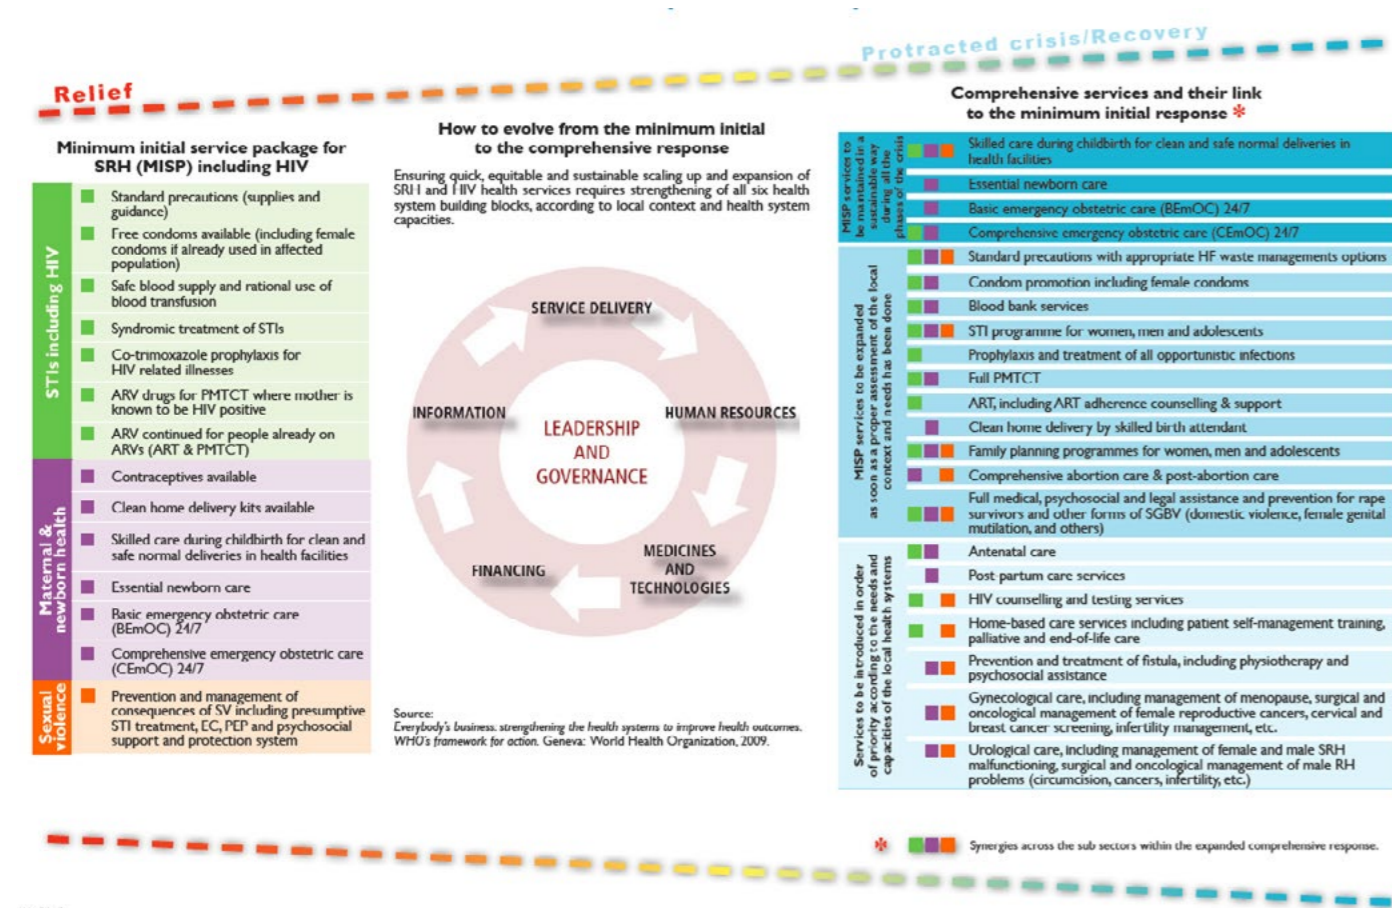 Protracted crisis/Recovery
Relief
Minimum initial service package for
SRH (MISP) including HIV
STIs including HIV
Standard precautions (supplies and
guidance)
Free condoms available (including female
condoms if already used in affected
population)
Safe blood supply and rational use of
blood transfusion
Syndromic treatment of STIs
Co-trimoxazole prophylaxis for
HIV related illnesses
ARV drugs for PMTCT where mother is
known to be HIV positive
ARV continued for people already on
ARVs (ART & PMTCT)
Maternal &
newborn health
Contraceptives available
Clean home delivery kits available
Skilled care during childbirth for clean and
safe normal deliveries in health facilities
Essential newborn care
Basic emergency obstetric care
(BEmOC) 24/7
Comprehensive emergency obstetric care
(CEmOC) 24/7
Sexual
violence
Prevention and management of
consequences of SV including presumptive
STI treatment, EC, PEP and psychosocial
support and protection system
How to evolve from the minimum initial
to the comprehensive response
Ensuring quick, equitable and sustainable scaling up and expansion of
SRH and HIV health services requires strengthening of all six health
system building blocks, according to local context and health system
capacities.
SERVICE DELIVERY
HUMAN RESOURCES
MEDICINES
AND
TECHNOLOGIES
FINANCING
INFORMATION
LEADERSHIP
AND
GOVERNANCE
Source:
Everybody's business: strengthening the health systems to improve health outcomes.
WHO's framework for action. Geneva: World Health Organization, 2009.
Comprehensive services and their link
to the minimum initial response *
MISP services to
be maintained in a
sustainable way
during all the
phases of the crisis
Skilled care during childbirth for clean and safe normal deliveries in
health facilities
Essential newborn care
Basic emergency obstetric care (BEmOC) 24/7
Comprehensive emergency obstetric care (CEmOC) 24/7
MISP services to be expanded
as soon as a proper assessment of the local
context and needs has been done
Standard precautions with appropriate HF waste managements options
Condom promotion including female condoms
Blood bank services
STI programme for women, men and adolescents
Prophylaxis and treatment of all opportunistic infections
Full PMTCT
ART, including ART adherence counselling & support
Clean home delivery by skilled birth attendant
Family planning programmes for women, men and adolescents
Comprehensive abortion care & post-abortion care
Full medical, psychosocial and legal assistance and prevention for rape
survivors and other forms of SGBV (domestic violence, female genital
mutilation, and others)
Services to be introduced in order
of priority according to the needs and
capacities of the local health systems
Antenatal care
Post partum care services
HIV counselling and testing services
Home-based care services including patient self-management training,
palliative and end-of-life care
Prevention and treatment of fistula, including physiotherapy and
psychosocial assistance
Gynecological care, including management of menopause, surgical and
oncological management of female reproductive cancers, cervical and
breast cancer screening, infertility management, etc.
Urological care, including management of female and male SRH
malfunctioning, surgical and oncological management of male RH
problems (circumcision, cancers, infertility, etc.)
* Synergies across the sub sectors within the expanded comprehensive response.